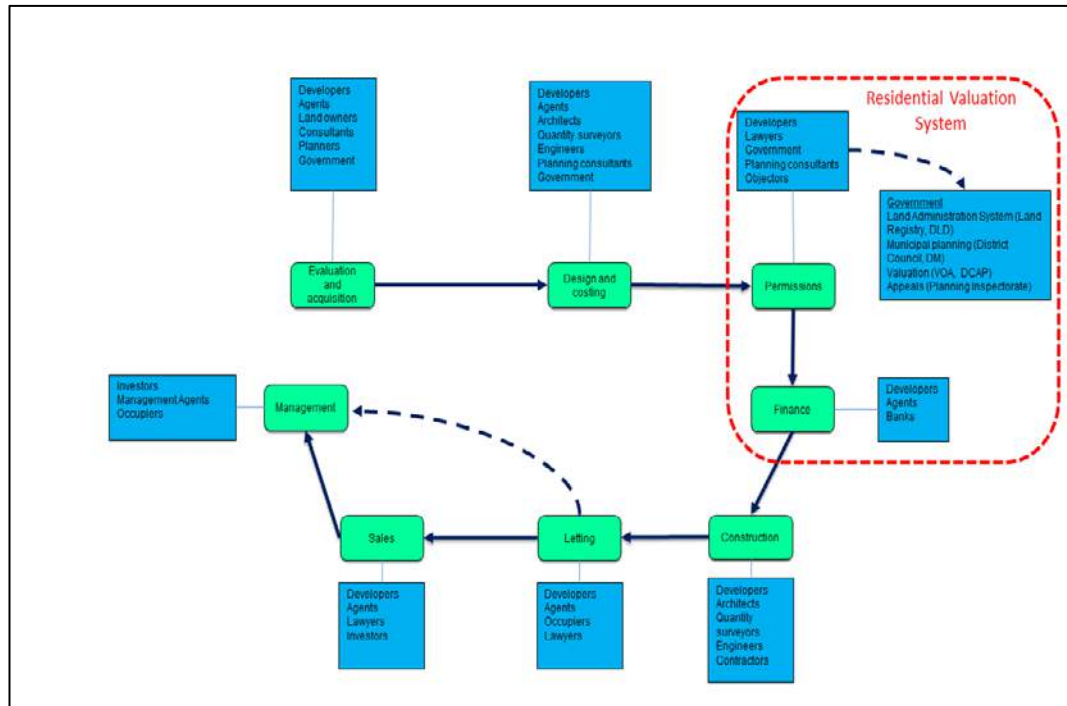 Developers
Agents
Land owners
Consultants
Planners
Government
Developers
Agents
Architects
Quantity surveyors
Engineers
Planning consultants
Government
Residential Valuation
System
Developers
Lawyers
Government
Planning consultants
Objectors
Government
Land Administration System (Land
Registry, DLD)
Municipal planning (District
Council, DM)
Valuation (VOA, DCAP)
Appeals (Planning Inspectorate)
Evaluation
and
acquisition
Design and
costing
Permissions
Investors
Management Agents
Occupiers
Management
Finance
Developers
Agents
Banks
Sales
Letting
Construction
Developers
Agents
Lawyers
Investors
Developers
Agents
Occupiers
Lawyers
Developers
Architects
Quantity
surveyors
Engineers
Contractors